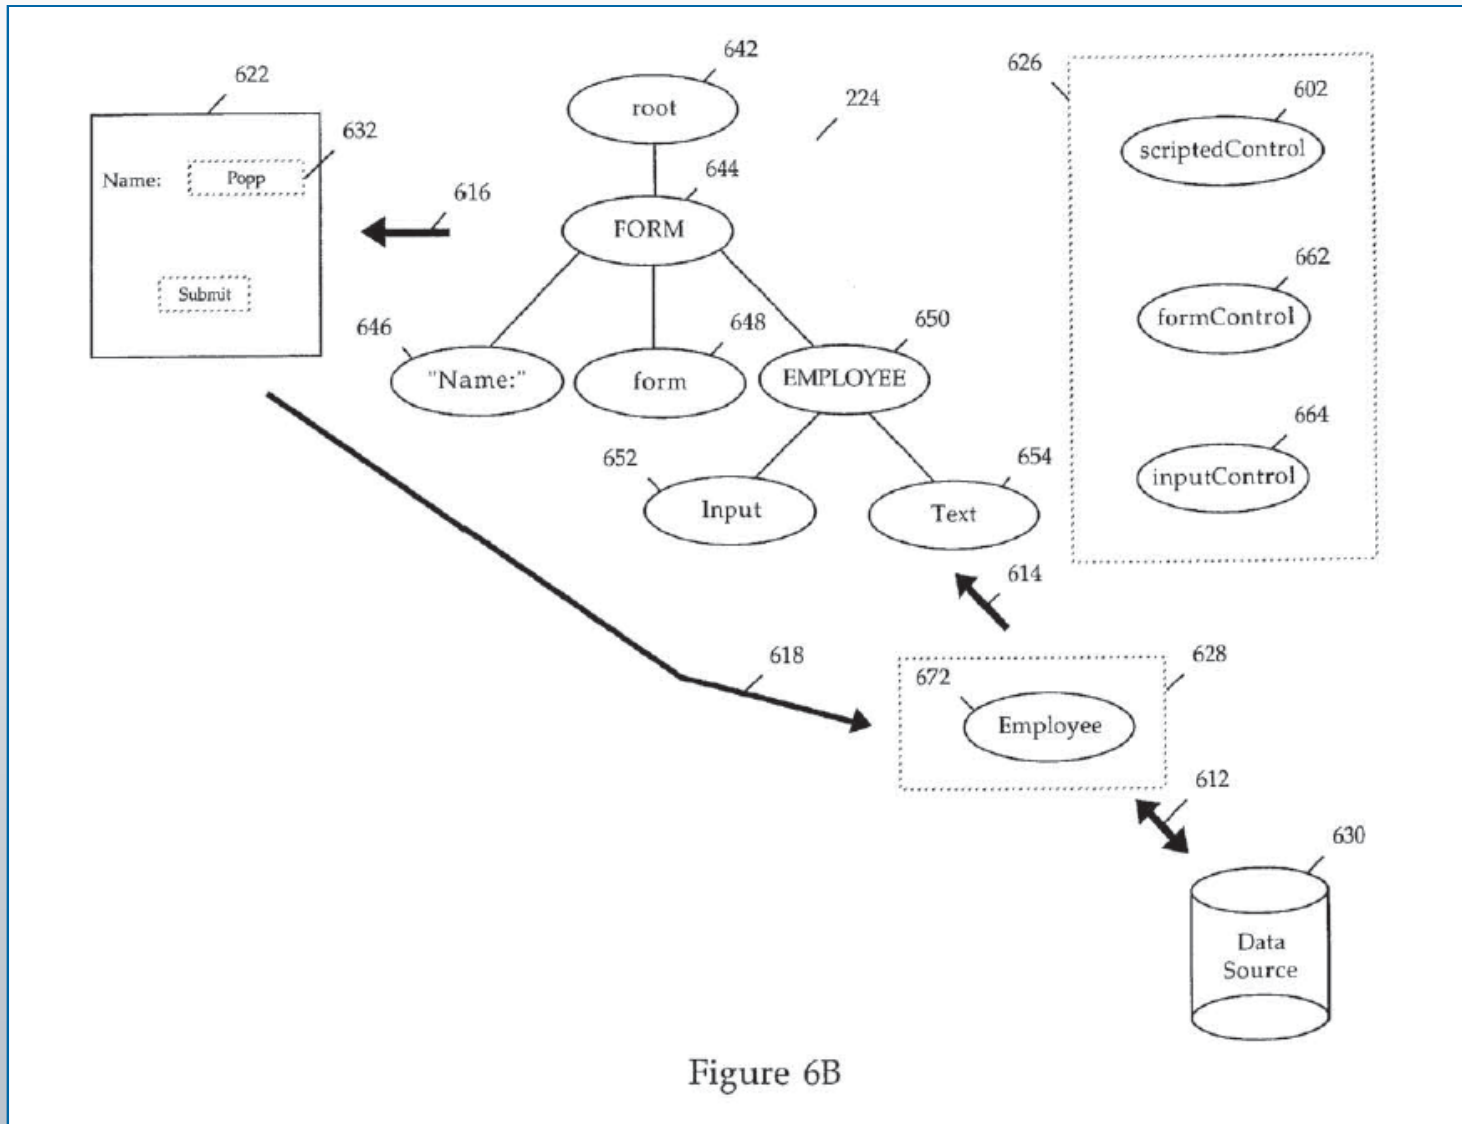 642
622
626
602
root
224
632
scriptedControl
Name:
Popp
644
616
FORM
662
Submit
formControl
646
648
650
"Name:"
form
EMPLOYEE
664
652
654
inputControl
Input
Text
614
618
628
672
Employee
612
630
Data
Source
Figure 6B